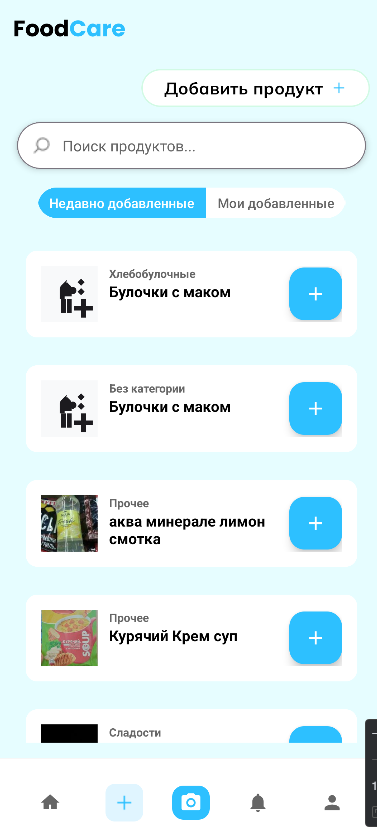 FoodCare
Добавить продукт +
Поиск продуктов...
Недавно добавленные
Мои добавленные
Хлебобулочные
Булочки с маком
Без категории
Булочки с маком
Прочее
аква минерале лимон
смотка
Прочее
Курячий Крем суп
SOUP
Сладости